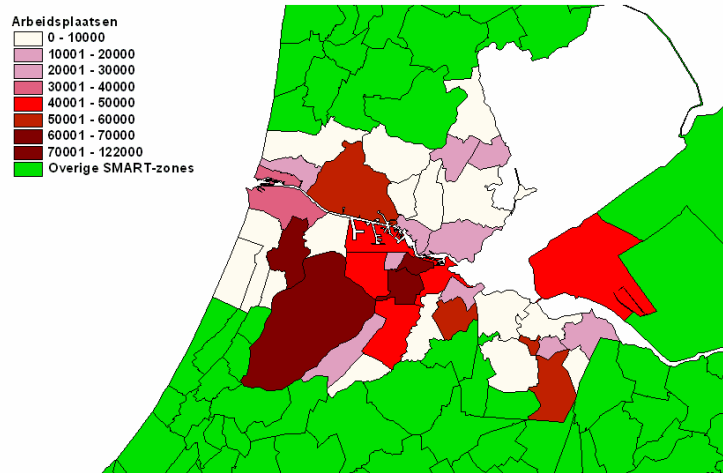 Arbeidsplaatsen
0 - 10000
10001 - 20000
20001 - 30000
30001 - 40000
40001 - 50000
50001 - 60000
60001 - 70000
70001 - 122000
Overige SMART-zones